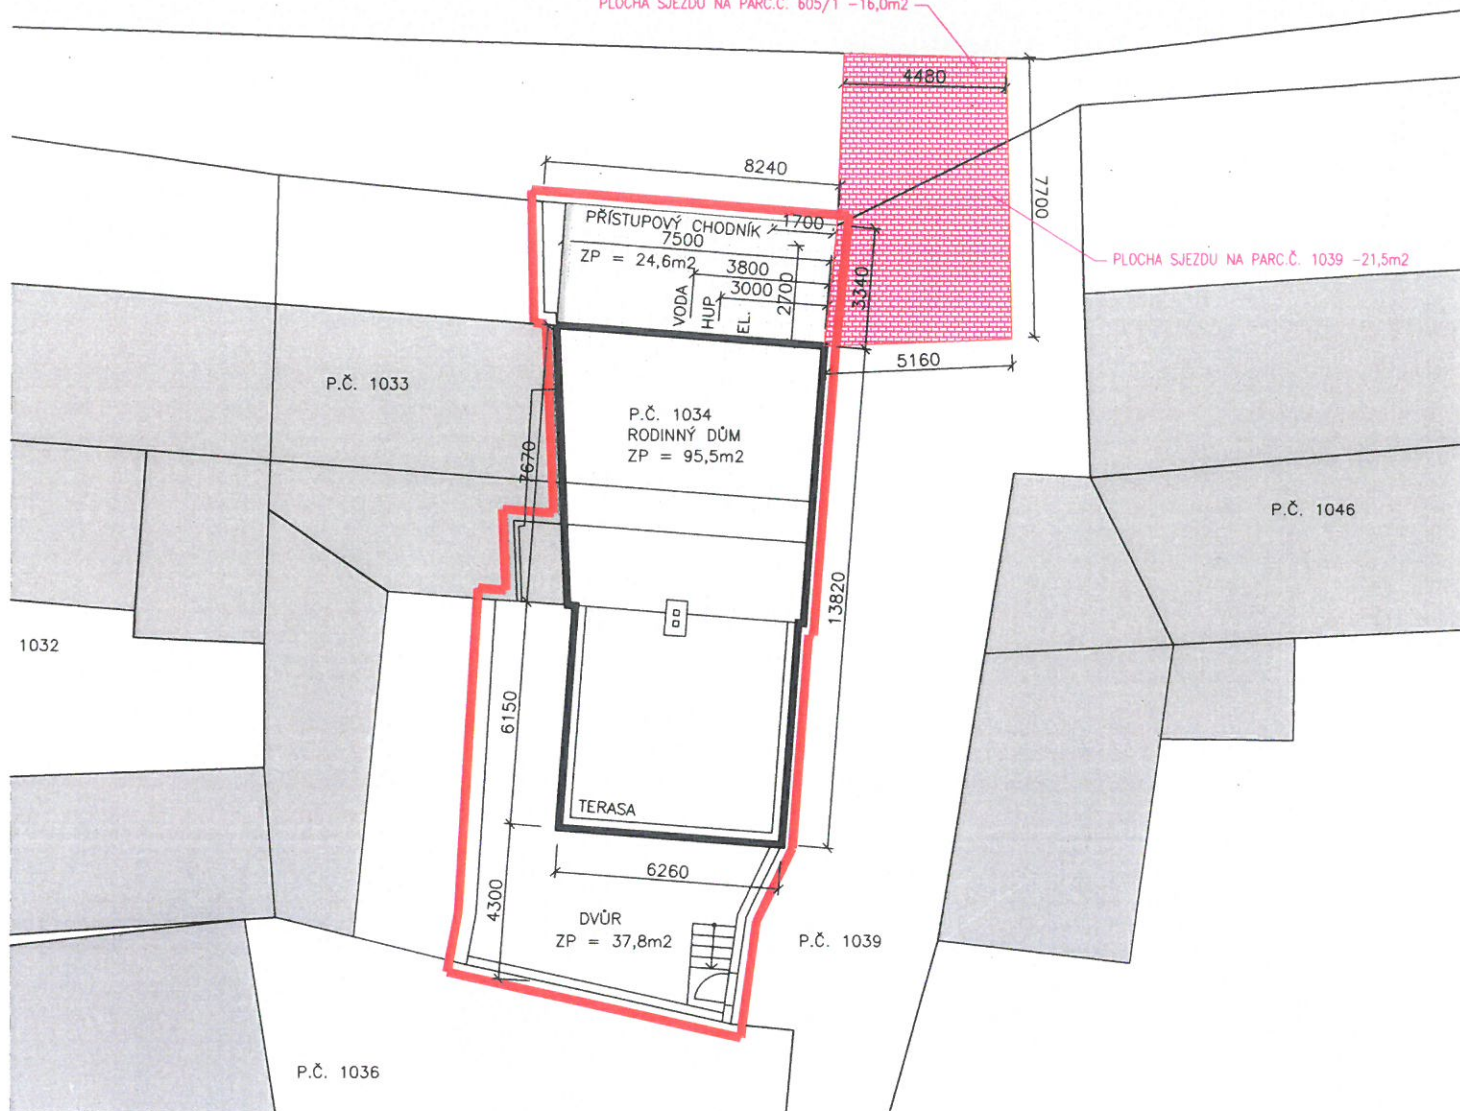 PLOCHA SJEZDU NA PARC.Č. 605/1 -16,0m2
4480
8240
7700
PŘÍSTUPOVÝ CHODNÍK
1700
7500
ZP = 24,6m2
3800
3000
2700
3340
VODA
HUP
EL.
PLOCHA SJEZDU NA PARC.Č. 1039 -21,5m2
5160
P.Č. 1033
P.Č. 1034
RODINNÝ DŮM
ZP = 95,5m2
7670
P.Č. 1046
13820
1032
6150
TERASA
6260
4300
DVŮR
ZP = 37,8m2
P.Č. 1039
P.Č. 1036